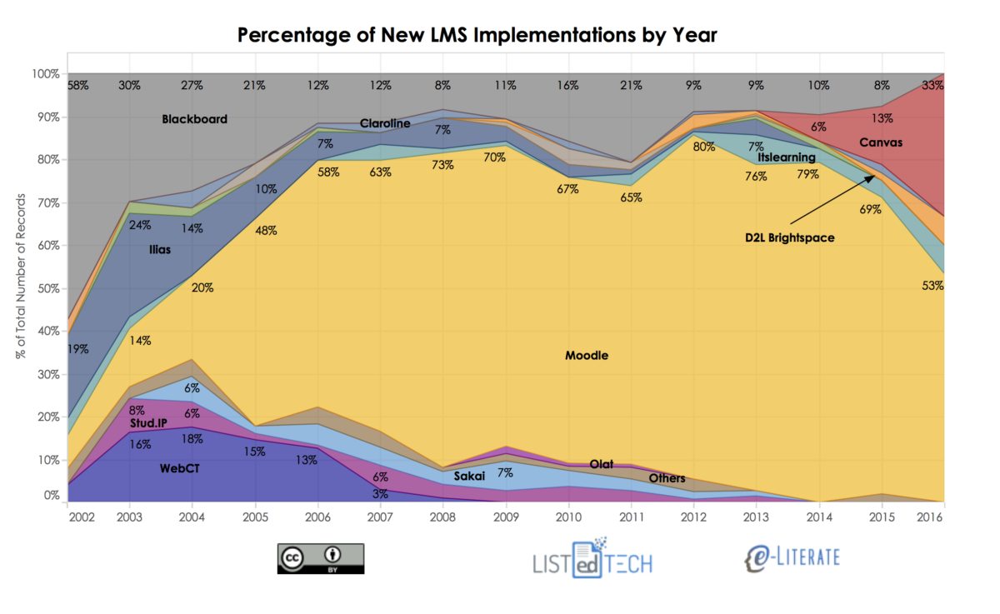 Percentage of New LMS Implementations by Year
% of Total Number of Records
100%
90%
80%
70%
60%
50%
40%
30%
20%
10%
0%
58% 30% 27% 21% 12% 12% 8% 11% 16% 21% 9% 9% 10% 8% 33%
Blackboard
Claroline
7%
7%
6%
13%
Canvas
80%
7%
Itslearning
58% 63% 73% 70% 67% 65% 76% 79% 69%
10%
24% 14%
Ilias
48%
D2L Brightspace
20%
53%
19%
14%
Moodle
6%
8% 6%
Stud.IP
16% 18% 15% 13%
WebCT
6%
3%
Sakai 7%
Olat
Others
2002 2003 2004 2005 2006 2007 2008 2009 2010 2011 2012 2013 2014 2015 2016
cc
BY
LISTedTECH
e-LITERATE